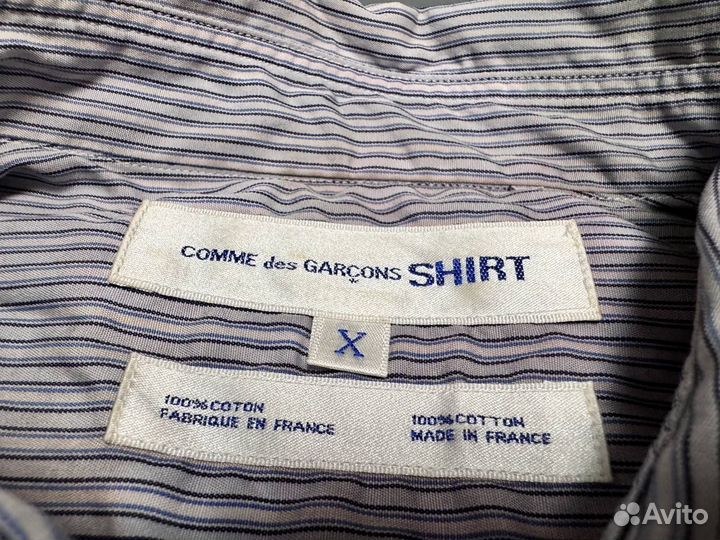 COMME des GARÇONS SHIRT
X
100%COTON
FABRIQUE EN FRANCE
100%COTTON
MADE IN FRANCE
Avito